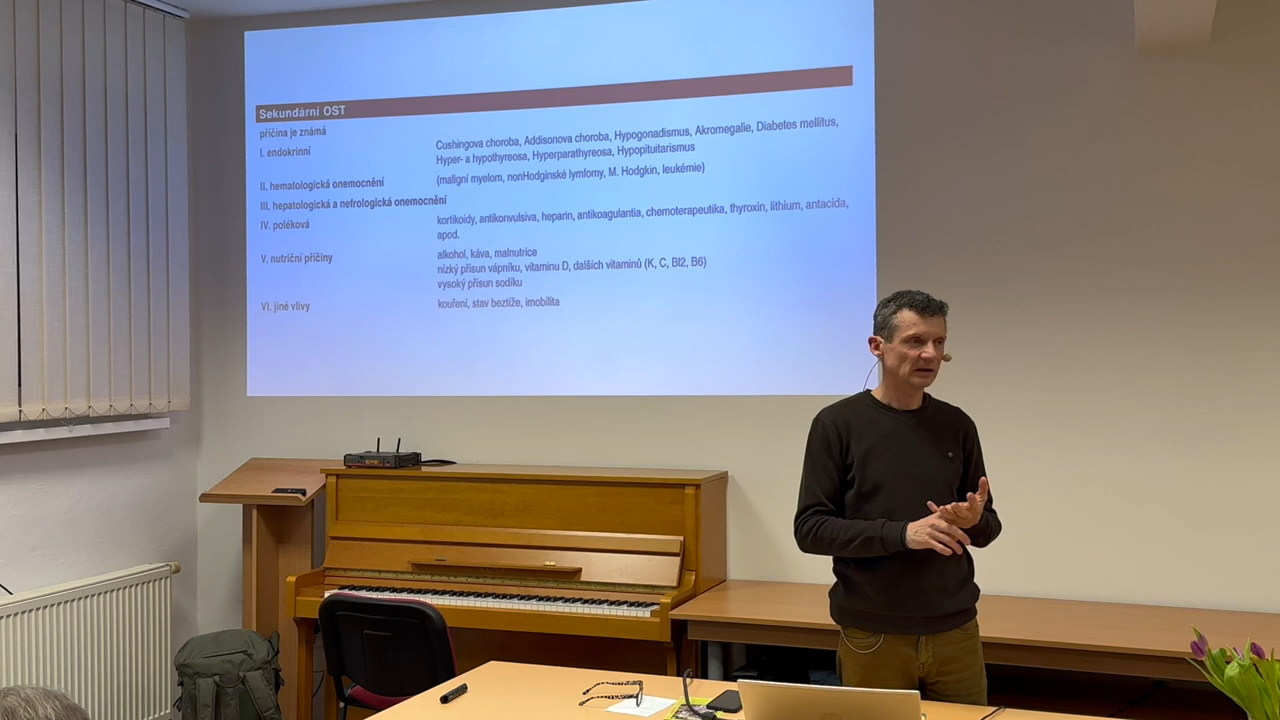 Sekundární OST
příčina je známá
I. endokrinní
Cushingova choroba, Addisonova choroba, Hypogonadismus, Akromegalie, Diabetes mellitus,
Hyper- a hypothyreosa, Hyperparathyreosa, Hypopituitarismus
II. hematologická onemocnění
(maligní myelom, nonHodginské lymfomy, M. Hodgkin, leukémie)
III. hepatologická a nefrologická onemocnění
IV. poléková
kortikoidy, antikonvulsiva, heparin, antikoagulantia, chemoterapeutika, thyroxin, lithium, antacida,
apod.
V. nutriční příčiny
alkohol, káva, malnutrice
nízký přísun vápníku, vitaminu D, dalších vitaminů (K, C, BI2, B6)
vysoký přísun sodíku
VI. jiné vlivy
kouření, stav beztíže, imobilita